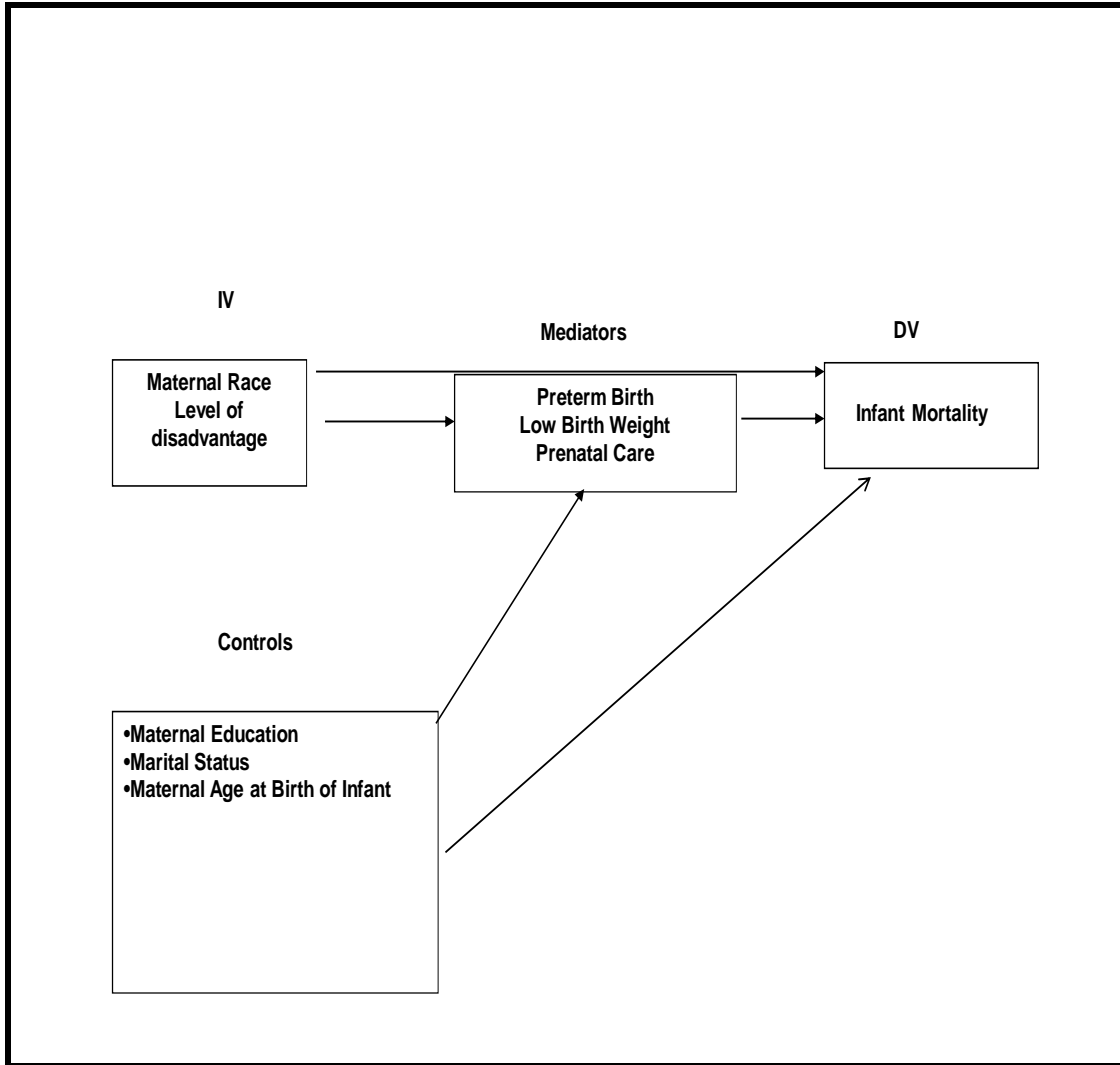 IV
Mediators
DV
Maternal Race
Level of
disadvantage
Preterm Birth
Low Birth Weight
Prenatal Care
Infant Mortality
Controls
•Maternal Education
•Marital Status
•Maternal Age at Birth of Infant